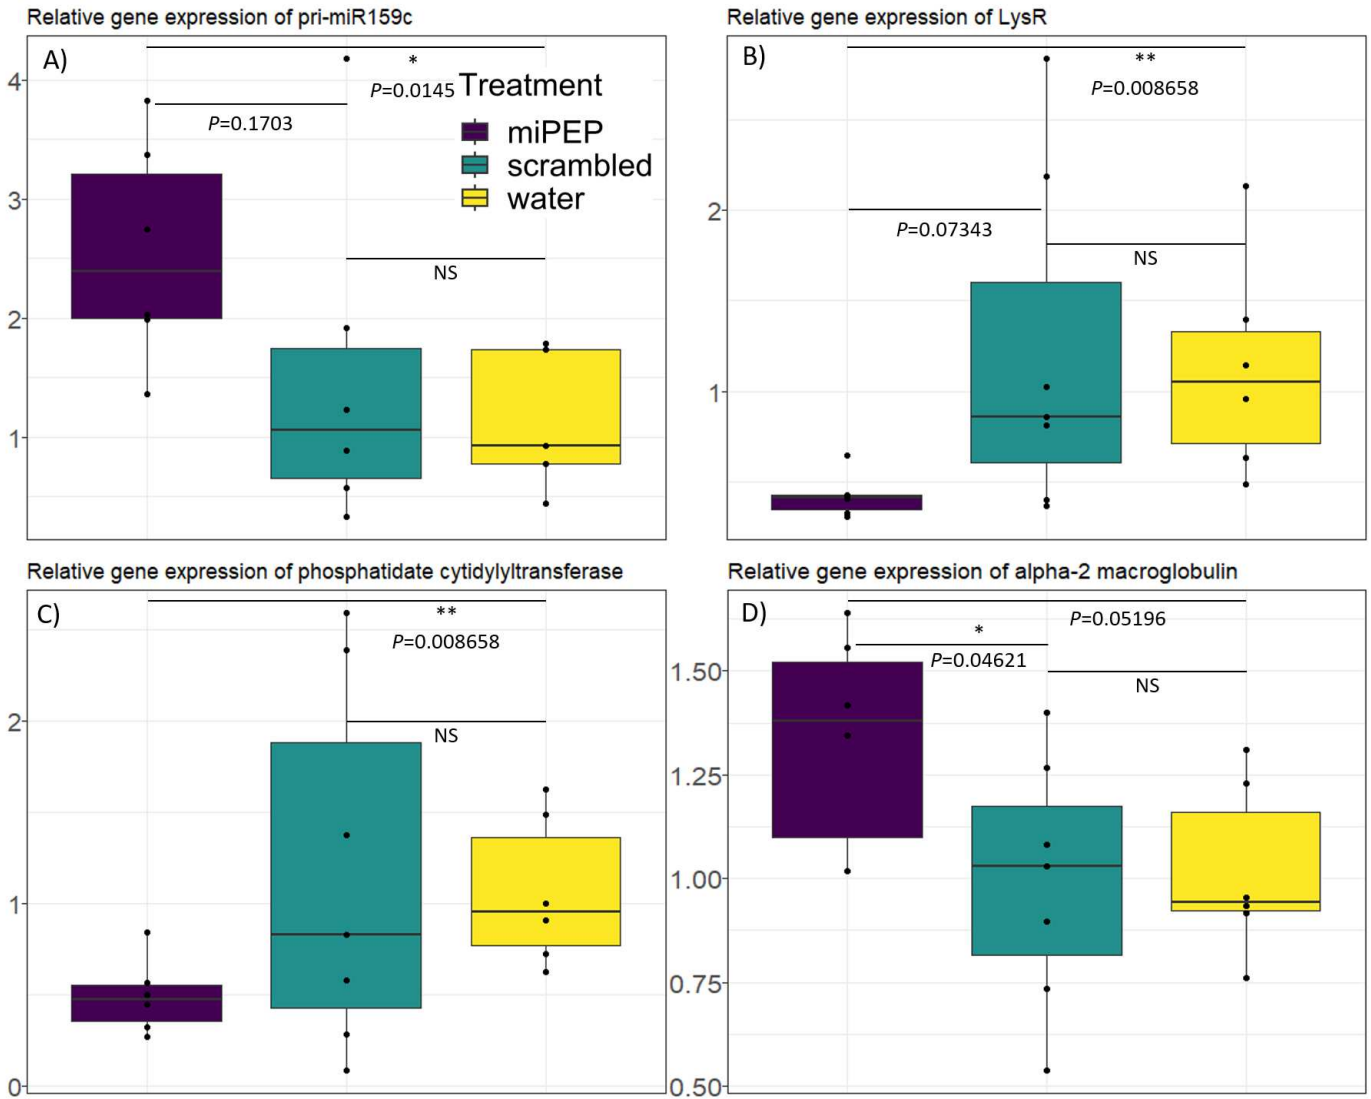 Relative gene expression of pri-miR159c
A)
*
P=0.0145
P=0.1703
Treatment
miPEP
scrambled
water
NS
4
3
2
1
Relative gene expression of LysR
B)
**
P=0.008658
P=0.07343
NS
2
1
Relative gene expression of phosphatidate cytidylyltransferase
C)
**
P=0.008658
NS
2
1
0
Relative gene expression of alpha-2 macroglobulin
D)
P=0.05196
*
P=0.04621
NS
1.50
1.25
1.00
0.75
0.50